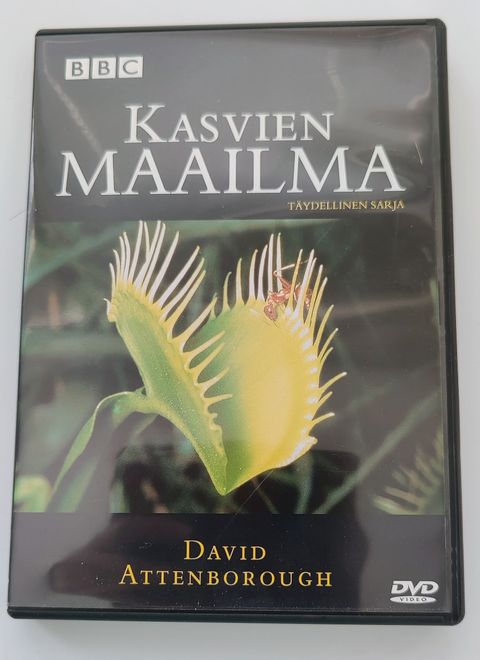 BBC
KASVIEN
MAAILMA
TÄYDELLINEN SARJA
DAVID
ATTENBOROUGH
DVD
VIDEO